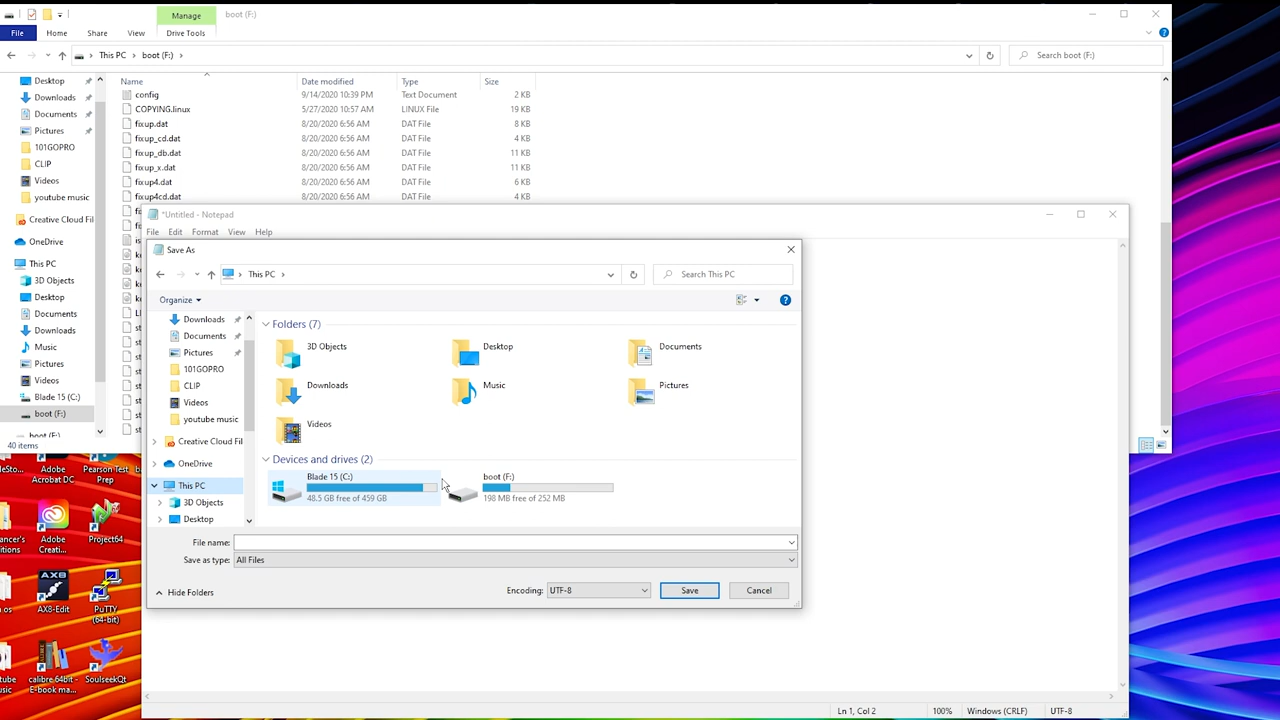 Manage
boot (F:)
File
Home
Share
View
Drive Tools
This PC
boot (F:)
Search boot (F:)
Desktop
Downloads
Documents
Pictures
101GOPRO
CLIP
Videos
youtube music
Creative Cloud Fil
OneDrive
This PC
3D Objects
Desktop
Documents
Downloads
Music
Pictures
Videos
Blade 15 (C:)
boot (F:)
boot (F:)
40 items
Name Date modified Type Size
config 9/14/2020 10:39 PM Text Document 2 KB
COPYING.linux 5/27/2020 10:57 AM LINUX File 19 KB
fixup.dat 8/20/2020 6:56 AM DAT File 8 KB
fixup_cd.dat 8/20/2020 6:56 AM DAT File 4 KB
fixup_db.dat 8/20/2020 6:56 AM DAT File 11 KB
fixup_x.dat 8/20/2020 6:56 AM DAT File 11 KB
fixup4.dat 8/20/2020 6:56 AM DAT File 6 KB
fixup4cd.dat 8/20/2020 6:56 AM DAT File 4 KB
*Untitled - Notepad
File Edit Format View Help
Save As
This PC
Search This PC
Organize
Downloads
Documents
Pictures
101GOPRO
CLIP
Videos
youtube music
Creative Cloud Fil
OneDrive
This PC
3D Objects
Desktop
Folders (7)
3D Objects
Desktop
Documents
Downloads
Music
Pictures
Videos
Devices and drives (2)
Blade 15 (C:)
48.5 GB free of 459 GB
boot (F:)
198 MB free of 252 MB
File name:
Save as type: All Files
Hide Folders
Encoding: UTF-8
Save
Cancel
Ln 1, Col 2
100%
Windows (CRLF)
UTF-8
Adobe
Acrobat DC
Pearson Test
Prep
Adobe
Creati...
Project64
AX8-Edit
PuTTY
(64-bit)
calibre 64bit -
E-book ma...
SoulseekQt